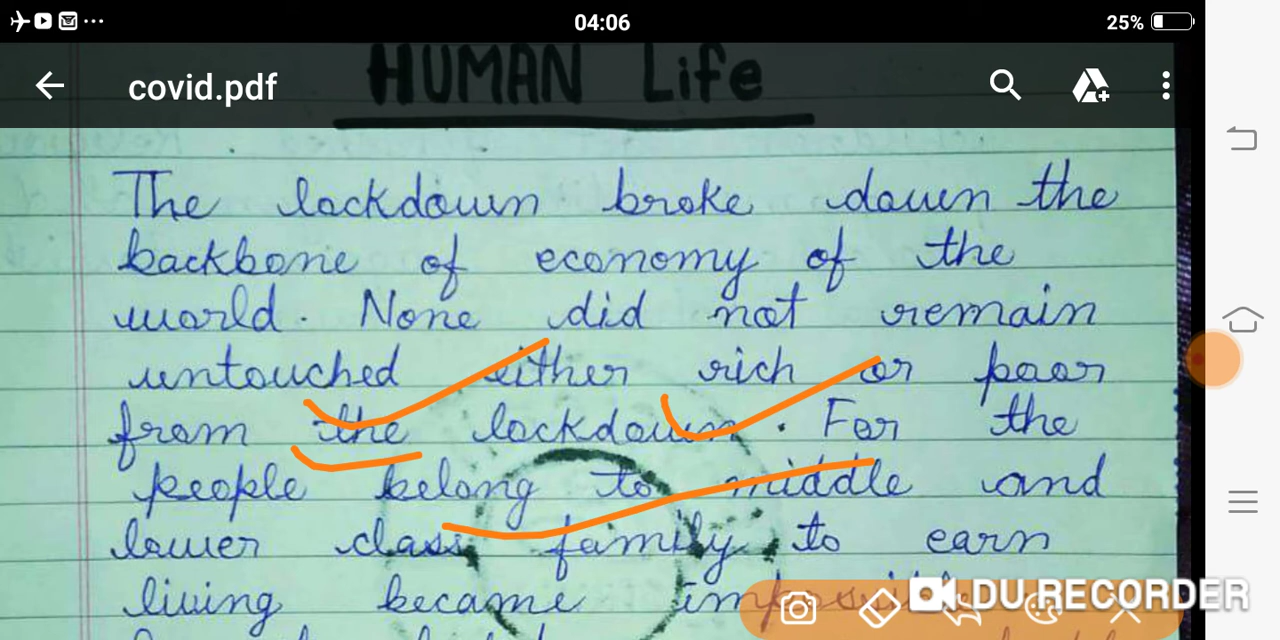 04:06
25%
covid.pdf
HUMAN Life
The lockdown broke down the
backbone of economy of the
world. None did not remain
untouched either rich or poor
from the lockdown. For the
people belong to middle and
lower class family to earn
living became
DU RECORDER